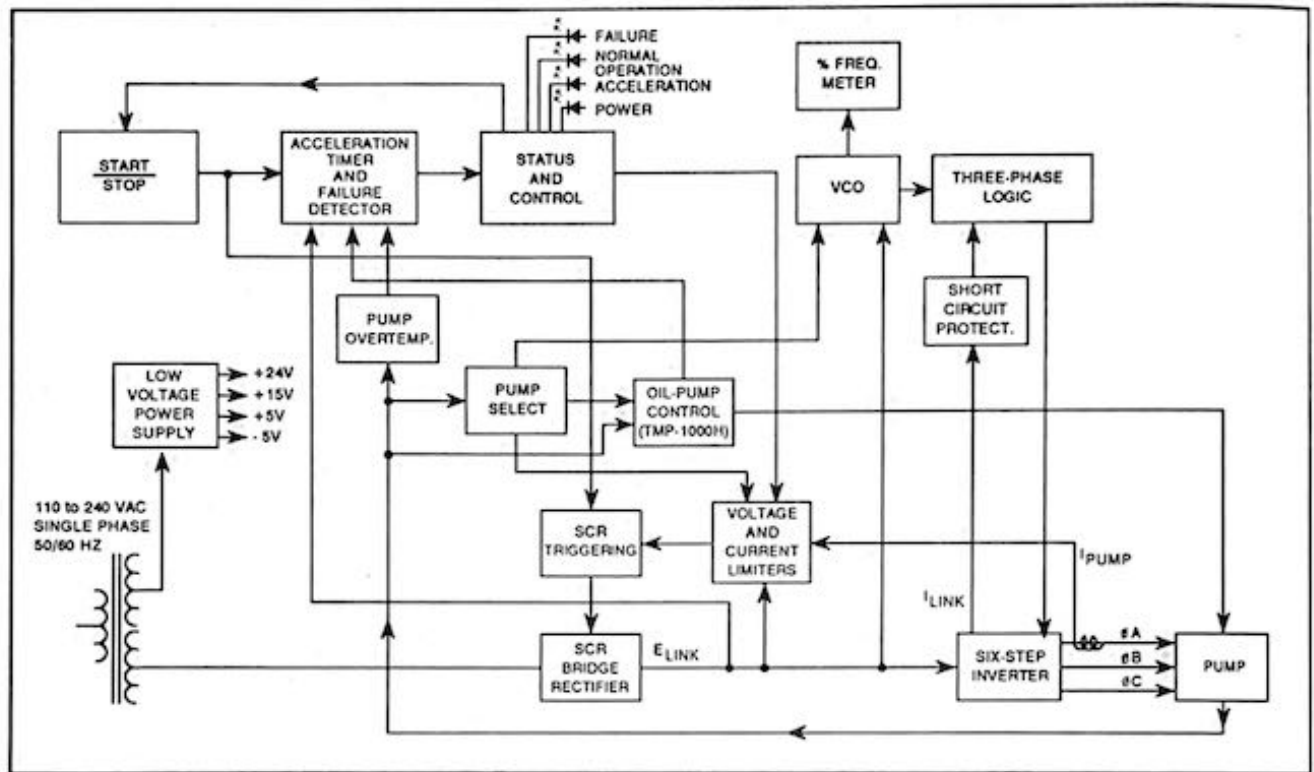 FAILURE
NORMAL
OPERATION
ACCELERATION
POWER
% FREQ.
METER
START
STOP
ACCELERATION
TIMER
AND
FAILURE
DETECTOR
STATUS
AND
CONTROL
VCO
THREE-PHASE
LOGIC
SHORT
CIRCUIT
PROTECT.
PUMP
OVERTEMP.
LOW
VOLTAGE
POWER
SUPPLY
+24V
+15V
+5V
- 5V
PUMP
SELECT
OIL-PUMP
CONTROL
(TMP-1000H)
110 to 240 VAC
SINGLE PHASE
50/60 HZ
SCR
TRIGGERING
VOLTAGE
AND
CURRENT
LIMITERS
IPUMP
ILINK
SCR
BRIDGE
RECTIFIER
ELINK
SIX-STEP
INVERTER
øA
øB
øC
PUMP